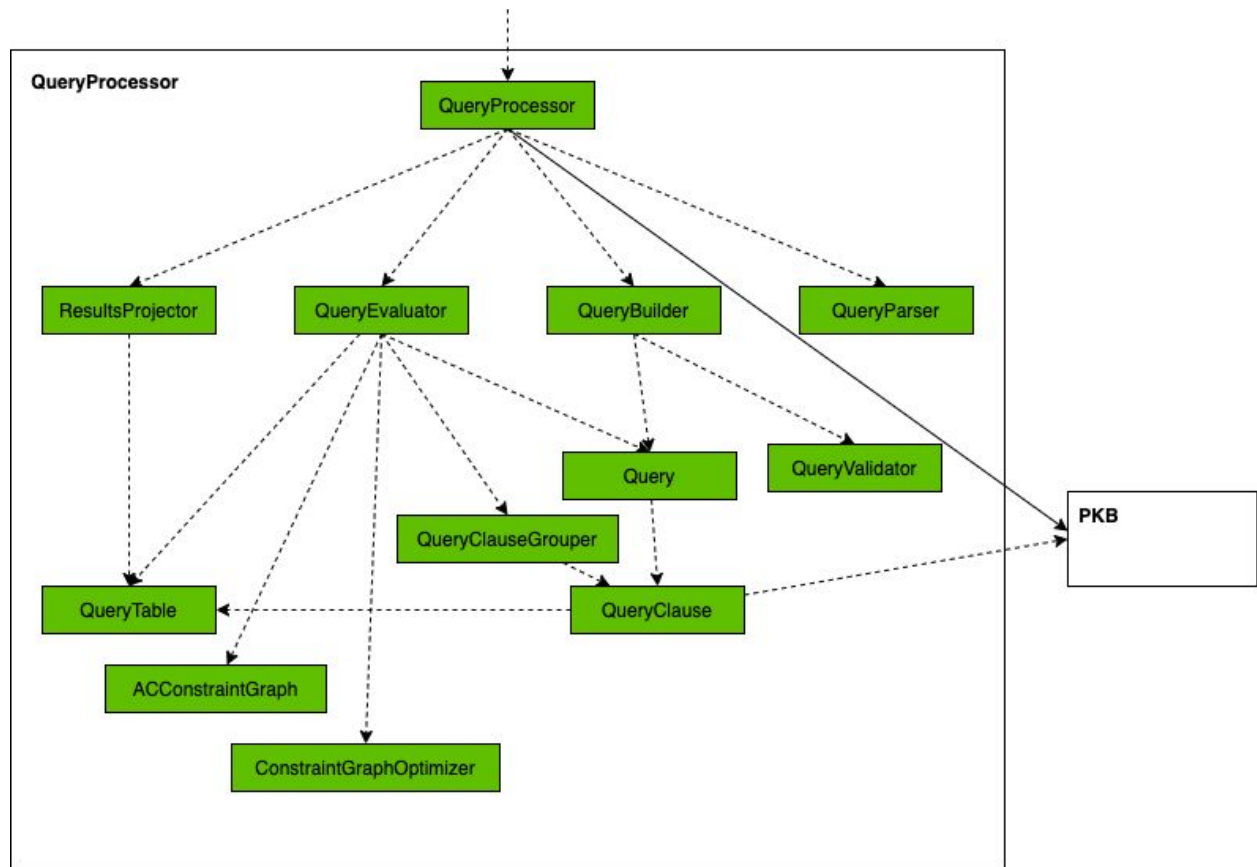 QueryProcessor
QueryProcessor
ResultsProjector
QueryEvaluator
QueryBuilder
QueryParser
Query
QueryValidator
PKB
QueryClauseGrouper
QueryTable
QueryClause
ACConstraintGraph
ConstraintGraphOptimizer